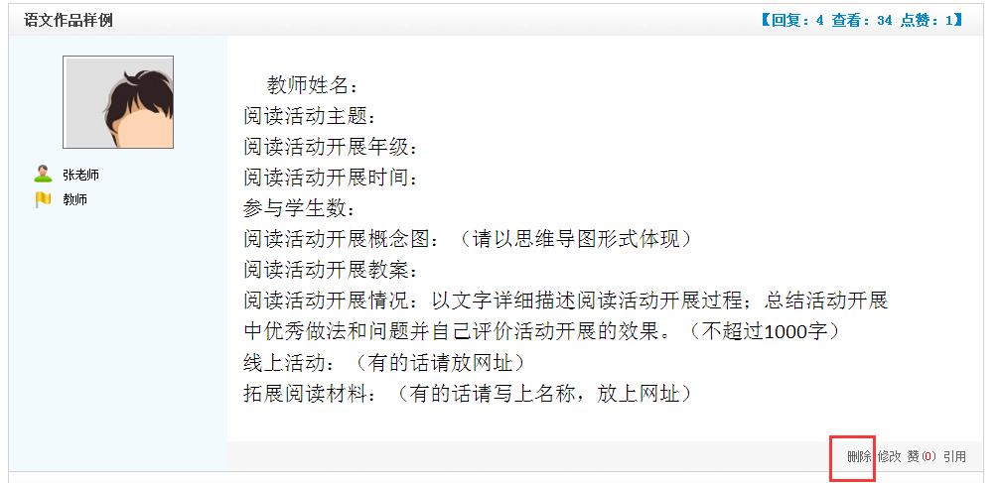 语文作品样例 【回复：4 查看：34 点赞：1】
张老师
教师
教师姓名：
阅读活动主题：
阅读活动开展年级：
阅读活动开展时间：
参与学生数：
阅读活动开展概念图：（请以思维导图形式体现）
阅读活动开展教案：
阅读活动开展情况：以文字详细描述阅读活动开展过程；总结活动开展
中优秀做法和问题并自己评价活动开展的效果。（不超过1000字）
线上活动：（有的话请放网址）
拓展阅读材料：（有的话请写上名称，放上网址）
删除 修改 赞(0) 引用